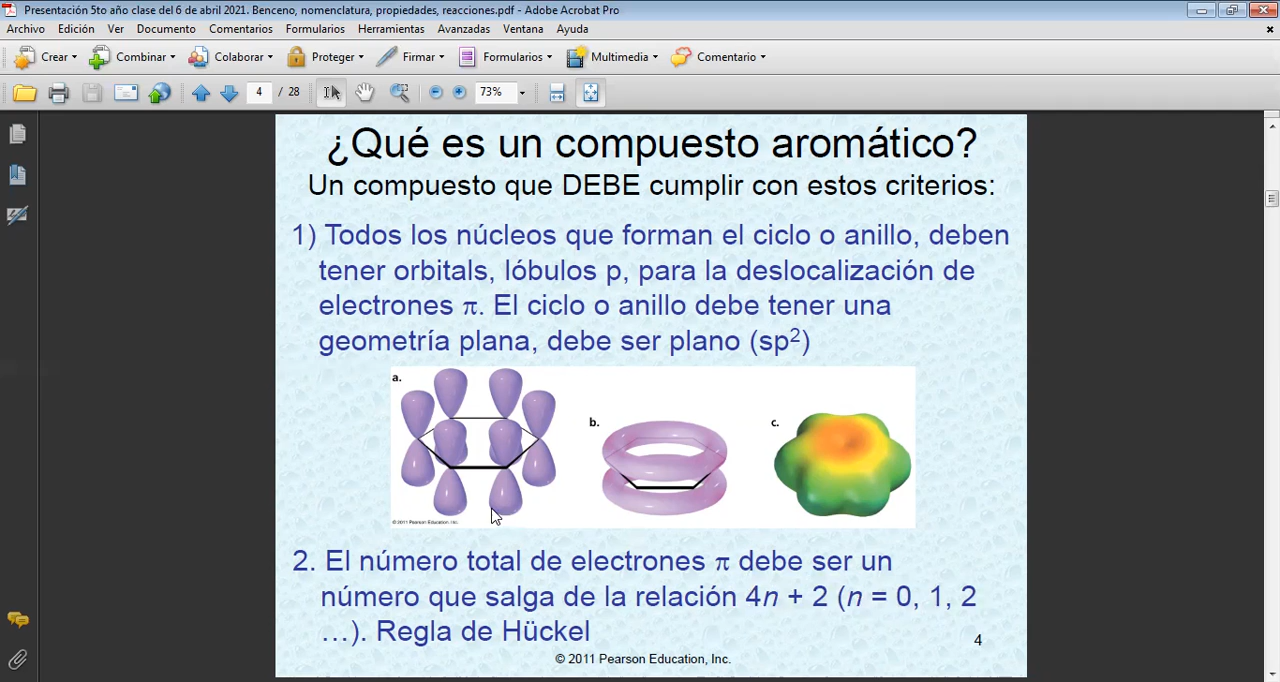 Presentación 5to año clase del 6 de abril 2021. Benceno, nomenclatura, propiedades, reacciones.pdf - Adobe Acrobat Pro
Archivo Edición Ver Documento Comentarios Formularios Herramientas Avanzadas Ventana Ayuda
Crear Combinar Colaborar Proteger Firmar Formularios Multimedia Comentario
4 / 28 73%
¿Qué es un compuesto aromático?
Un compuesto que DEBE cumplir con estos criterios:
1) Todos los núcleos que forman el ciclo o anillo, deben
tener orbitals, lóbulos p, para la deslocalización de
electrones π. El ciclo o anillo debe tener una
geometría plana, debe ser plano (sp²)
a.
b.
c.
© 2011 Pearson Education, Inc.
2. El número total de electrones π debe ser un
número que salga de la relación 4n + 2 (n = 0, 1, 2
…). Regla de Hückel
4
© 2011 Pearson Education, Inc.